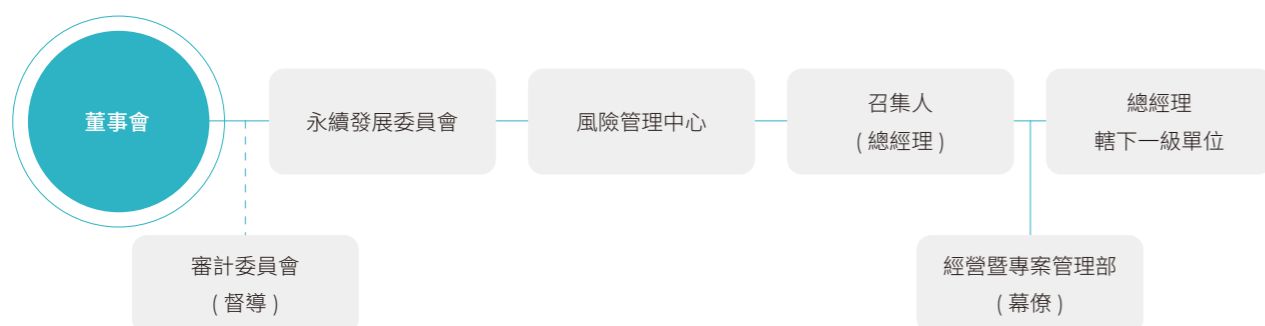 董事會
永續發展委員會
風險管理中心
召集人
( 總經理 )
總經理
轄下一級單位
審計委員會
( 督導 )
經營暨專案管理部
( 幕僚 )